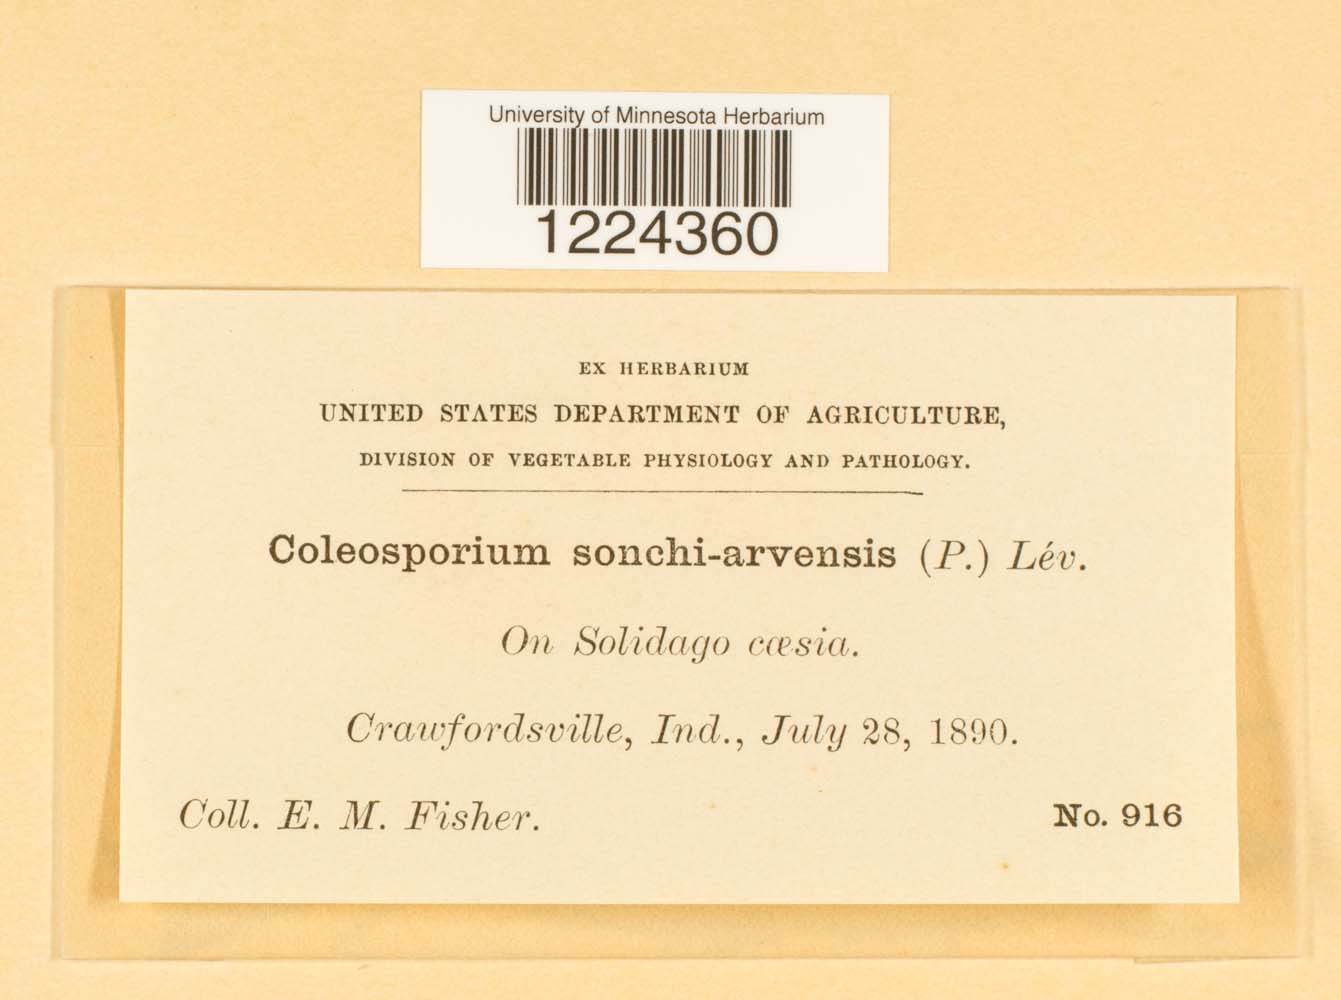 University of Minnesota Herbarium
1224360
EX HERBARIUM
UNITED STATES DEPARTMENT OF AGRICULTURE,
DIVISION OF VEGETABLE PHYSIOLOGY AND PATHOLOGY.
Coleosporium sonchi-arvensis (P.) Lév.
On Solidago cæsia.
Crawfordsville, Ind., July 28, 1890.
Coll. E. M. Fisher. No. 916